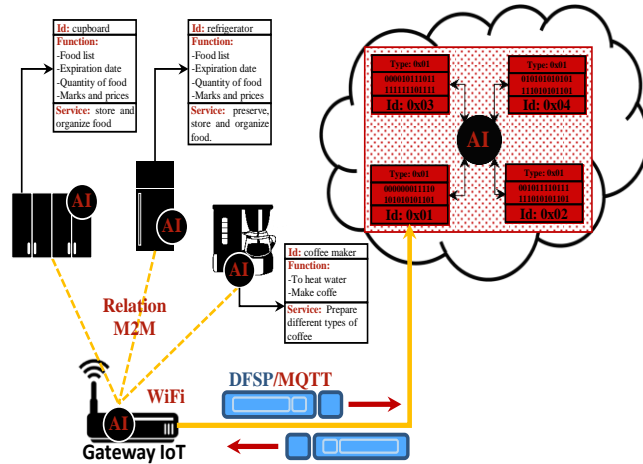 Id: cupboard
Function:
-Food list
-Expiration date
-Quantity of food
-Marks and prices
Service: store and
organize food
Id: refrigerator
Function:
-Food list
-Expiration date
-Quantity of food
-Marks and prices
Service: preserve,
store and organize
food.
Type: 0x01
000010111011
111111101111
Id: 0x03
Type: 0x01
010101010101
111010101101
Id: 0x04
AI
Type: 0x01
000000011110
101010101101
Id: 0x01
Type: 0x01
001011110111
111010101101
Id: 0x02
AI
AI
AI
Id: coffee maker
Function:
-To heat water
-Make coffe
Service: Prepare
different types of
coffee
Relation
M2M
WiFi
DFSP/MQTT
AI
Gateway IoT